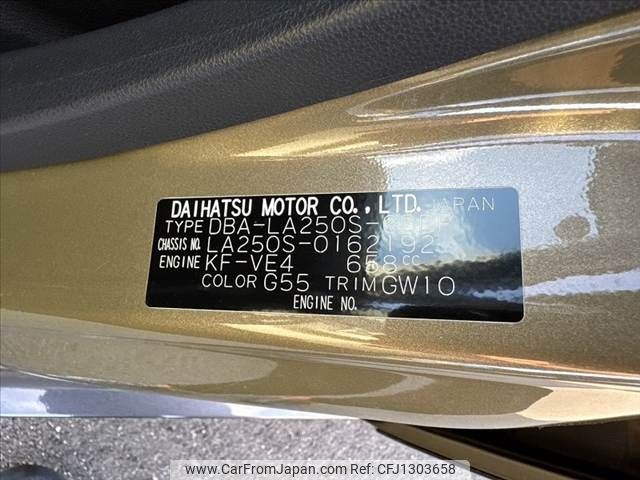 DAIHATSU MOTOR CO.,LTD. JAPAN
TYPE DBA-LA250S-
CHASSIS NO. LA250S-0162192
ENGINE KF-VE4 658CC
COLOR G55 TRIM GW10
ENGINE NO.
www.carfromjapan.com | Ref No: CFJ1303658